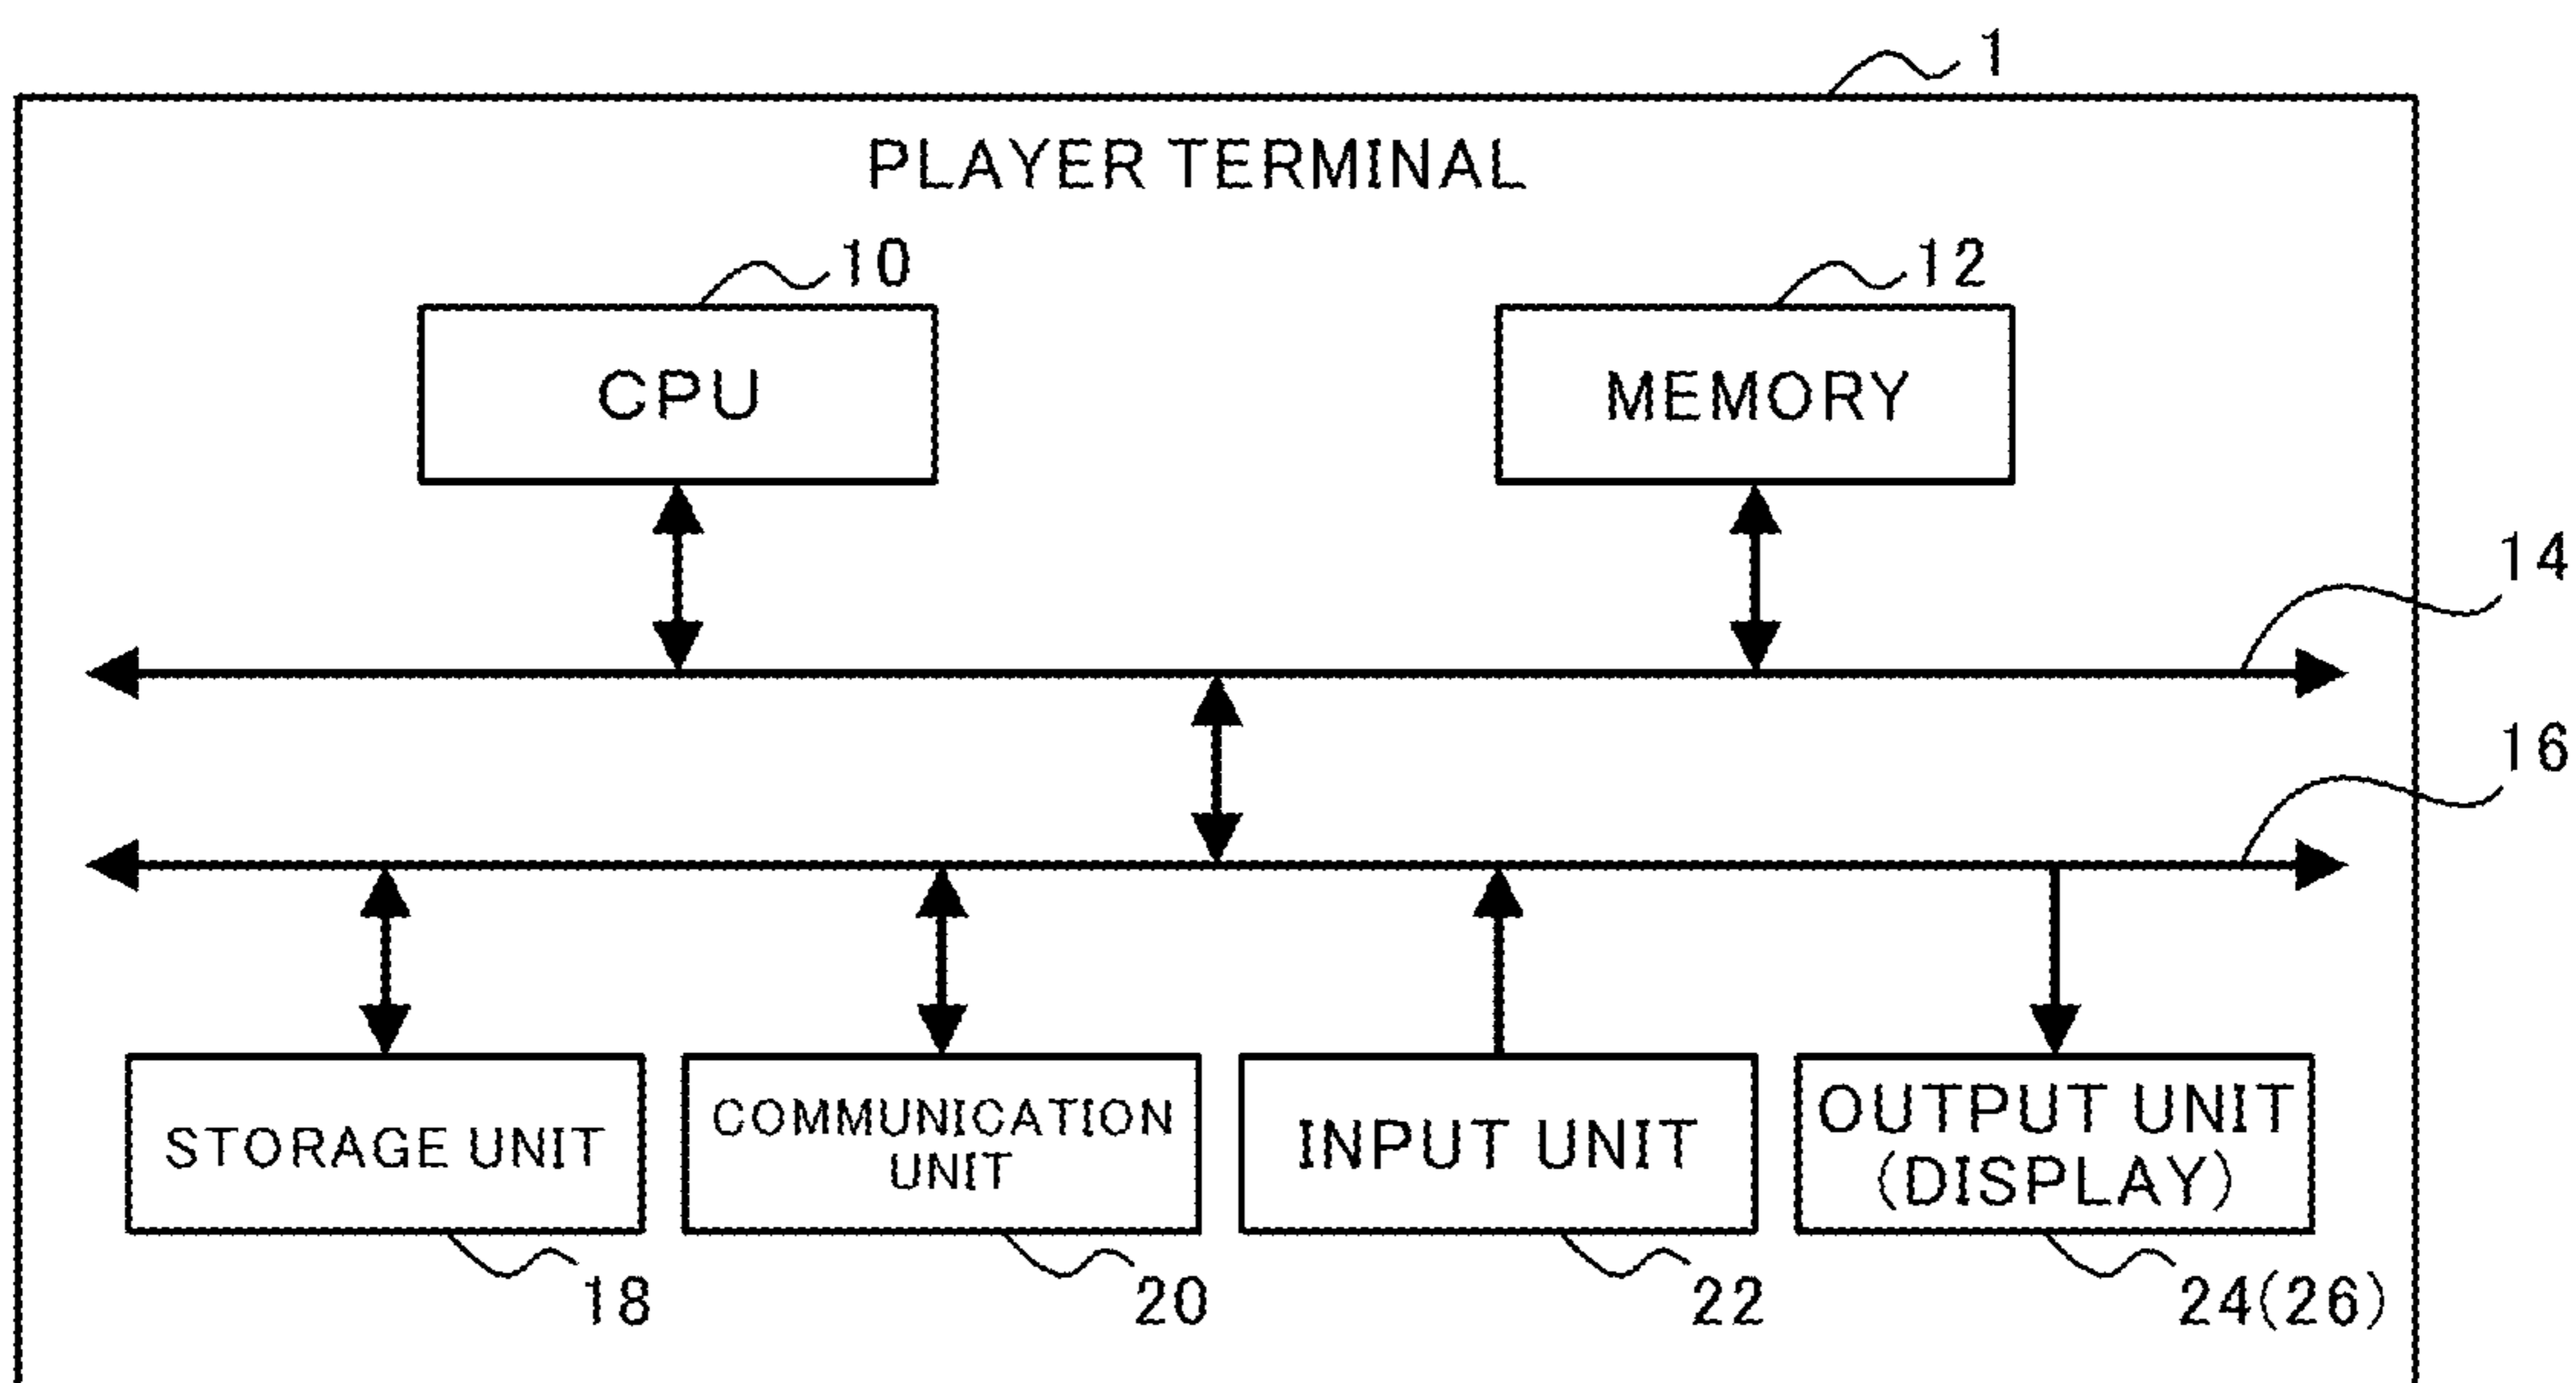 1
PLAYER TERMINAL
10
12
CPU
MEMORY
14
16
STORAGE UNIT
COMMUNICATION
UNIT
INPUT UNIT
OUTPUT UNIT
(DISPLAY)
18
20
22
24(26)